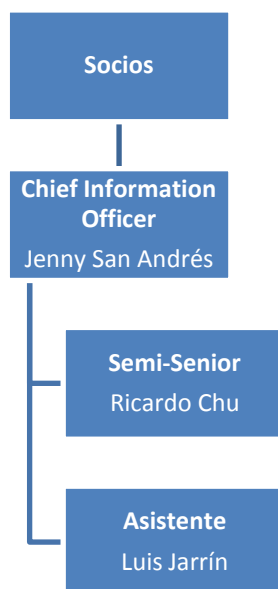 Socios
Chief Information
Officer
Jenny San Andrés
Semi-Senior
Ricardo Chu
Asistente
Luis Jarrín